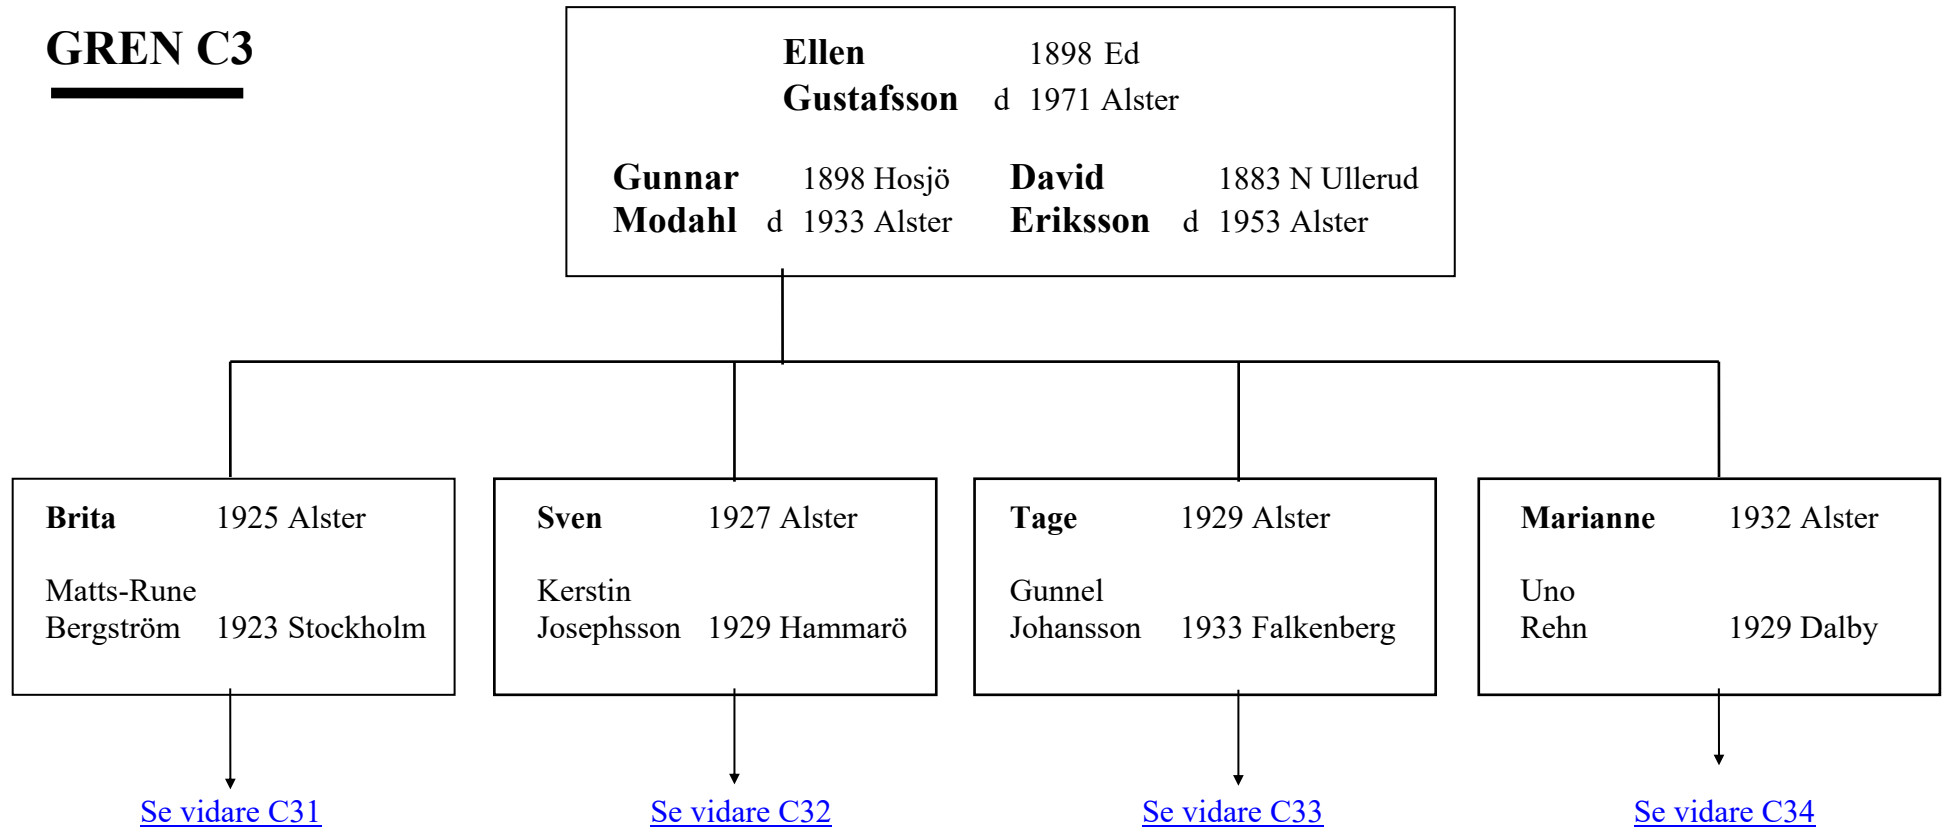 GREN C3
Ellen 1898 Ed
Gustafsson d 1971 Alster
Gunnar 1898 Hosjö David 1883 N Ullerud
Modahl d 1933 Alster Eriksson d 1953 Alster
Brita 1925 Alster
Matts-Rune
Bergström 1923 Stockholm
Sven 1927 Alster
Kerstin
Josephsson 1929 Hammarö
Tage 1929 Alster
Gunnel
Johansson 1933 Falkenberg
Marianne 1932 Alster
Uno
Rehn 1929 Dalby
Se vidare C31
Se vidare C32
Se vidare C33
Se vidare C34